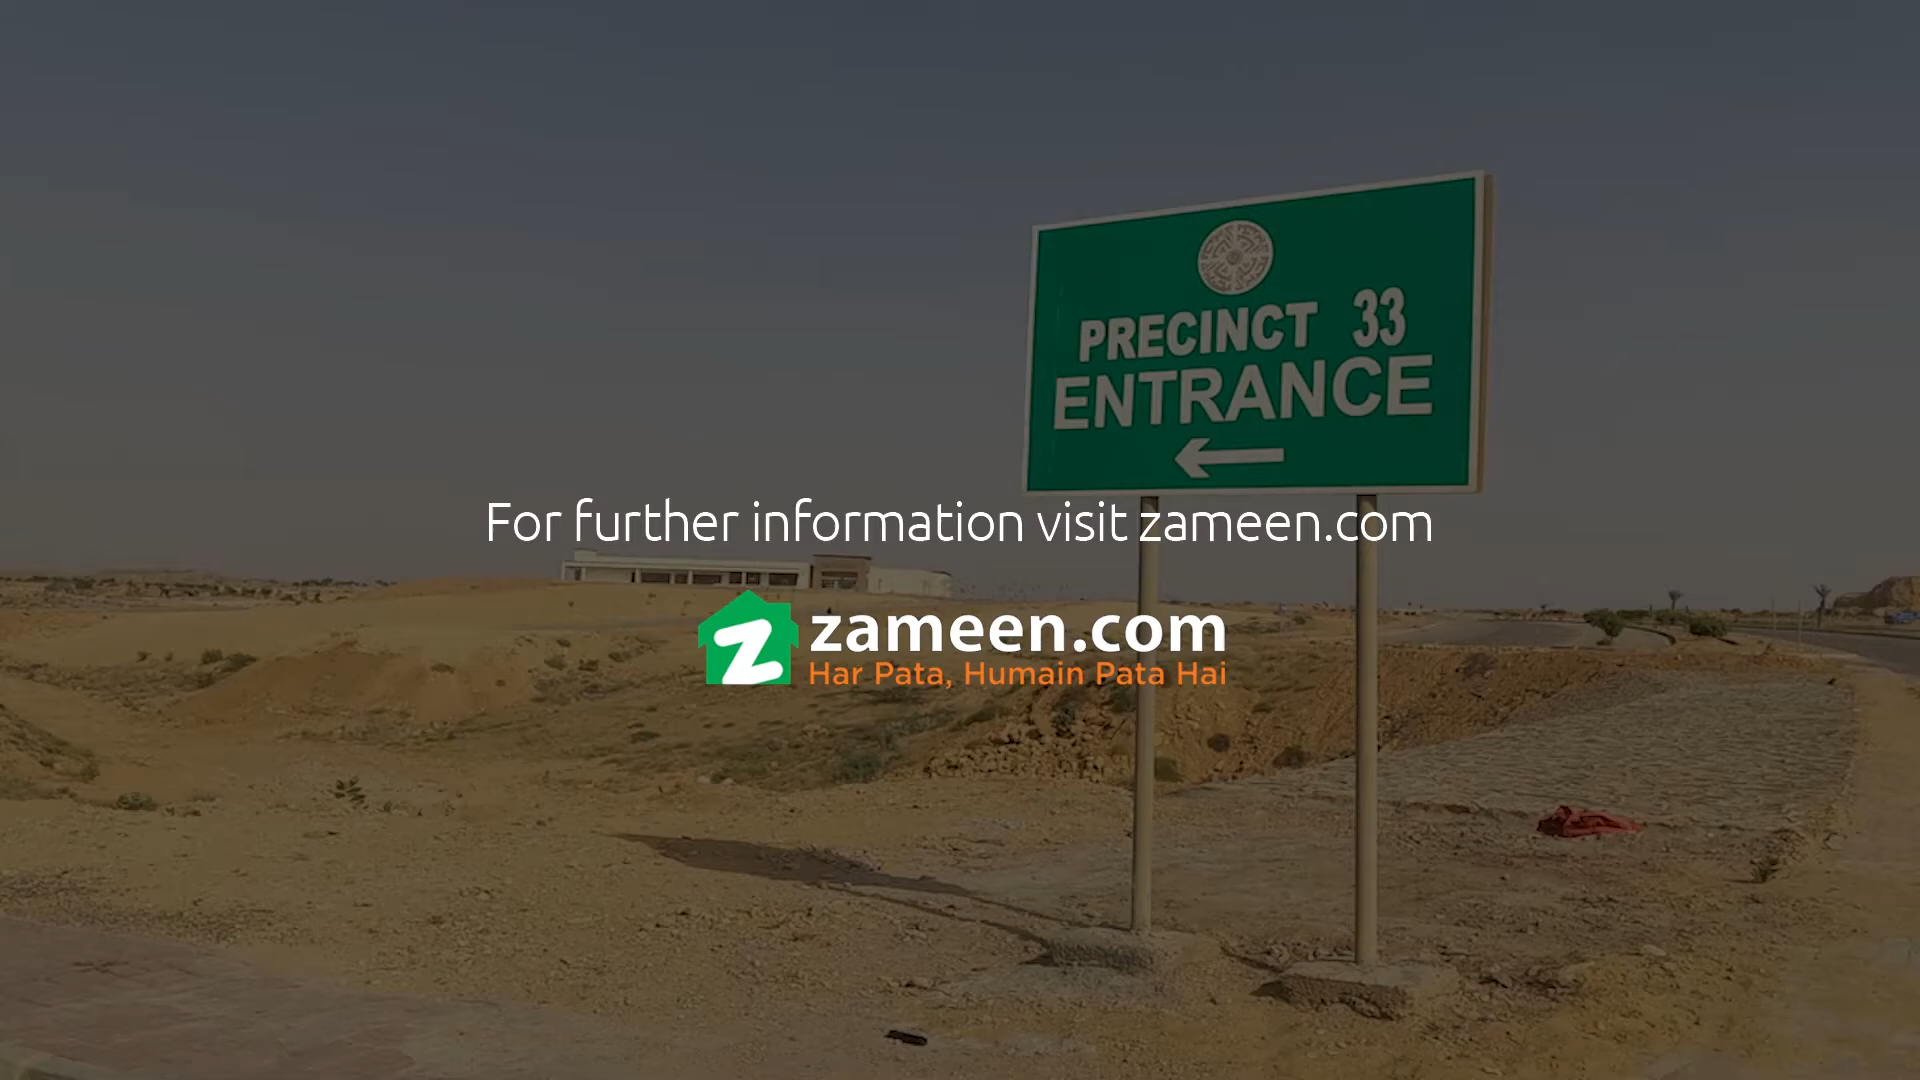 PRECINCT 33
ENTRANCE
For further information visit zameen.com
zameen.com
Har Pata, Humain Pata Hai